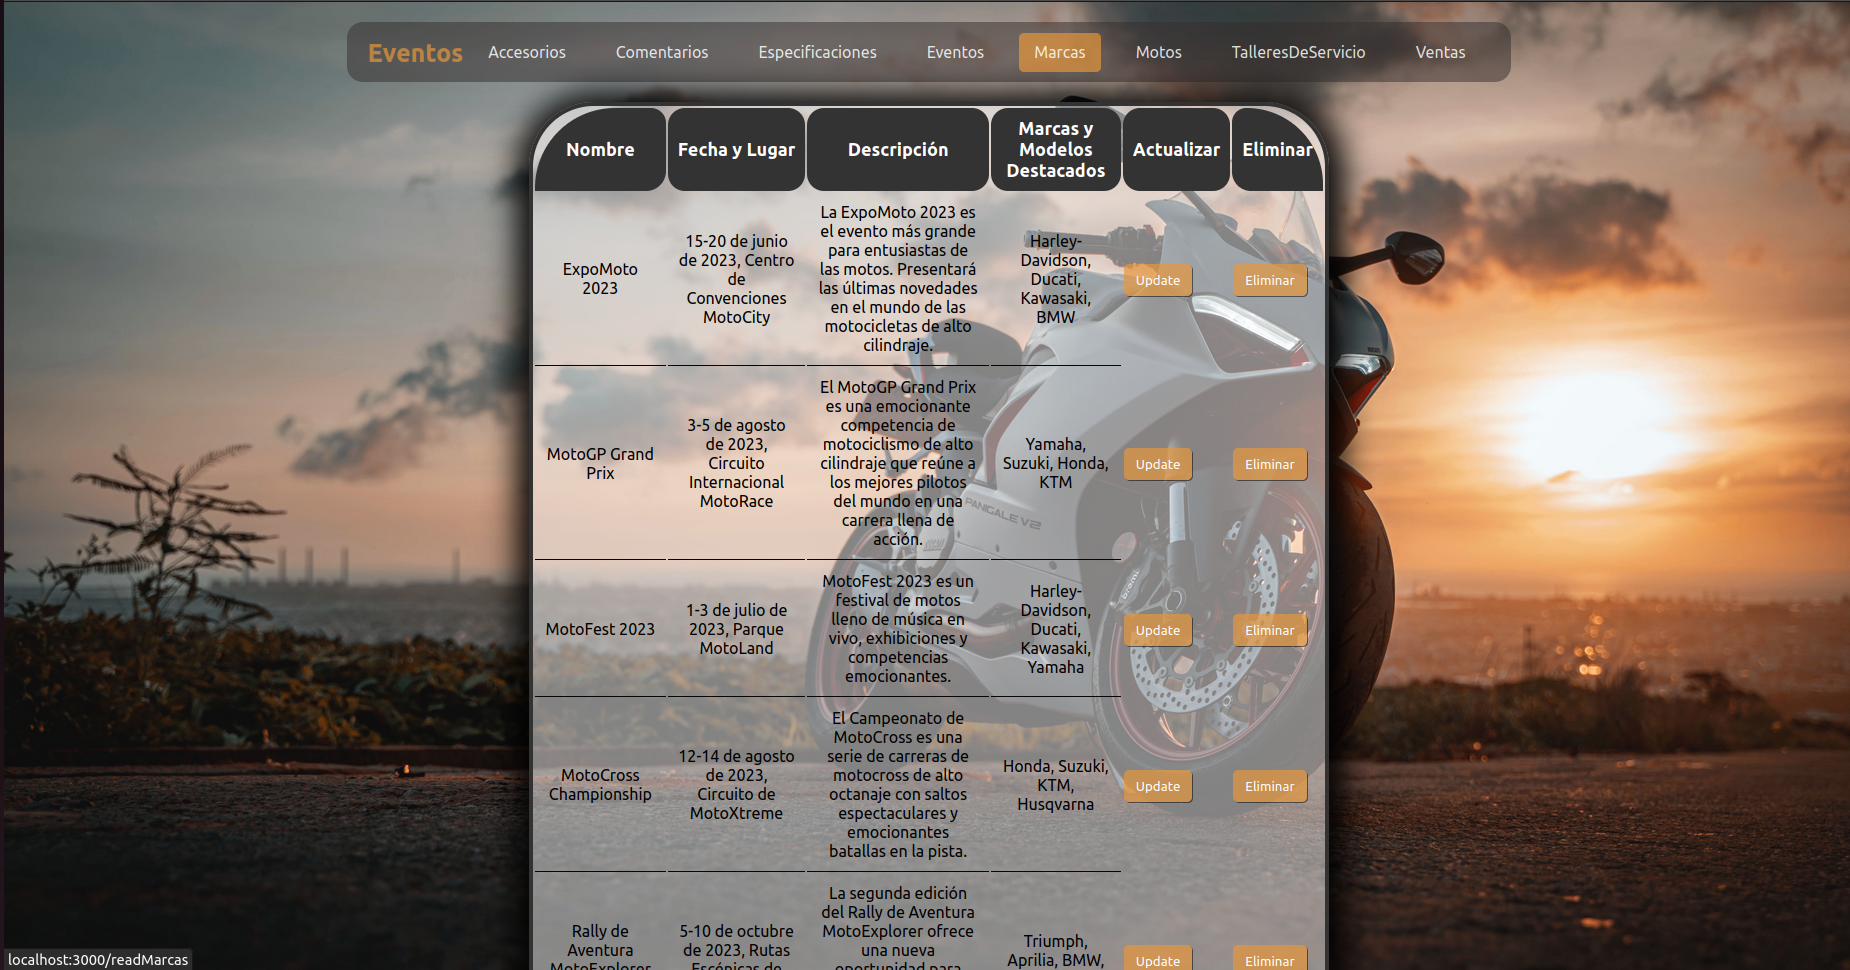 Eventos Accesorios Comentarios Especificaciones Eventos Marcas Motos TalleresDeServicio Ventas
Nombre
Fecha y Lugar
Descripción
Marcas y
Modelos
Destacados
Actualizar
Eliminar
ExpoMoto
2023
15-20 de junio
de 2023, Centro
de
Convenciones
MotoCity
La ExpoMoto 2023 es
el evento más grande
para entusiastas de
las motos. Presentará
las últimas novedades
en el mundo de las
motocicletas de alto
cilindraje.
Harley-
Davidson,
Ducati,
Kawasaki,
BMW
Update
Eliminar
MotoGP Grand
Prix
3-5 de agosto
de 2023,
Circuito
Internacional
MotoRace
El MotoGP Grand Prix
es una emocionante
competencia de
motociclismo de alto
cilindraje que reúne a
los mejores pilotos
del mundo en una
carrera llena de
acción.
Yamaha,
Suzuki, Honda,
KTM
Update
Eliminar
PANIGALE V2
MotoFest 2023
1-3 de julio de
2023, Parque
MotoLand
MotoFest 2023 es un
festival de motos
lleno de música en
vivo, exhibiciones y
competencias
emocionantes.
Harley-
Davidson,
Ducati,
Kawasaki,
Yamaha
Update
Eliminar
brembo
MotoCross
Championship
12-14 de agosto
de 2023,
Circuito de
MotoXtreme
El Campeonato de
MotoCross es una
serie de carreras de
motocross de alto
octanaje con saltos
espectaculares y
emocionantes
batallas en la pista.
Honda, Suzuki,
KTM,
Husqvarna
Update
Eliminar
Rally de
Aventura
MotoExplorer
5-10 de octubre
de 2023, Rutas
Escénicas de
La segunda edición
del Rally de Aventura
MotoExplorer ofrece
una nueva
oportunidad para
Triumph,
Aprilia, BMW,
Update
Eliminar
localhost:3000/readMarcas